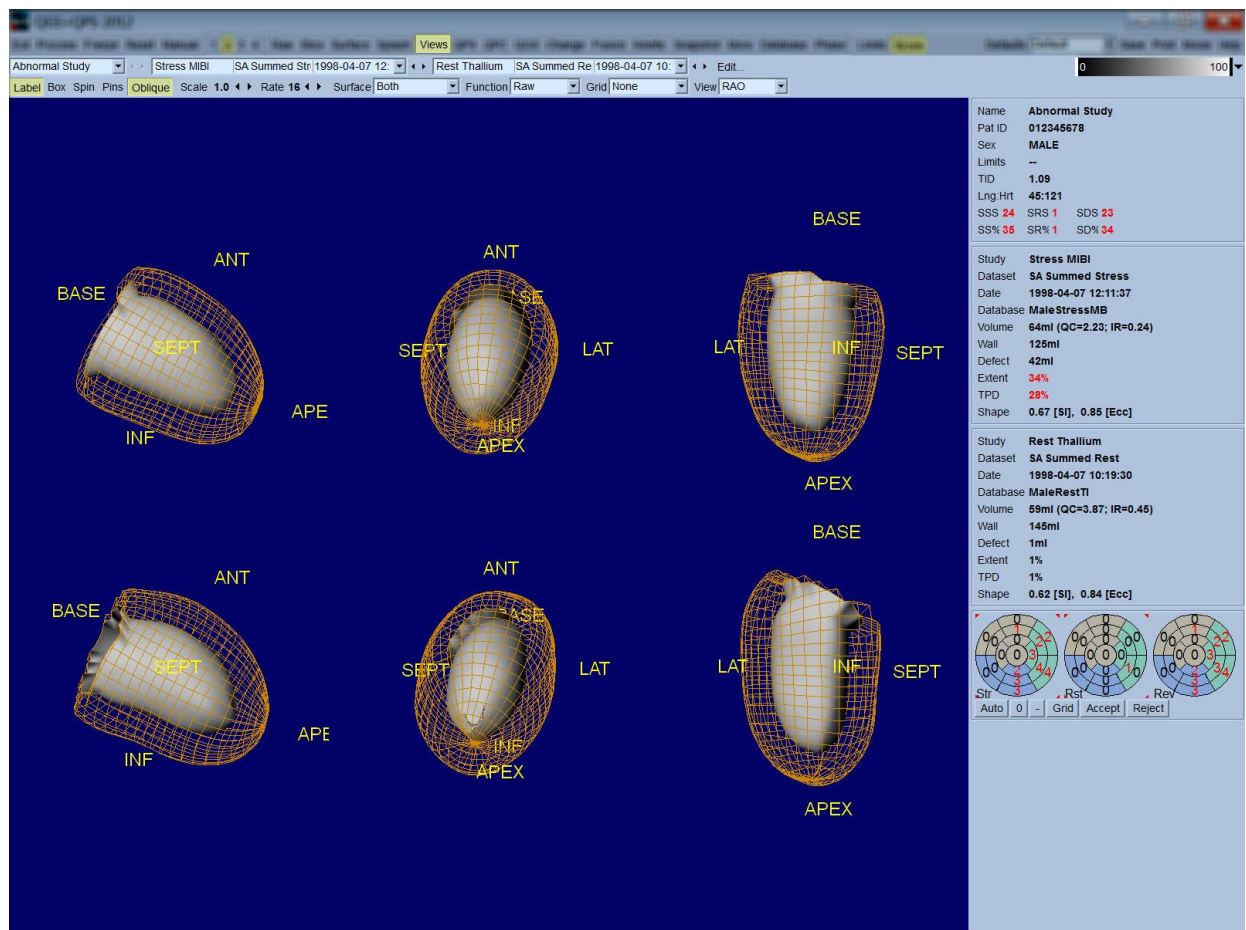 QGS+QPS 2012
Views
Abnormal Study Stress MIBI SA Summed Str 1998-04-07 12: Rest Thallium SA Summed Re 1998-04-07 10: Edit...
0 100
Label Box Spin Pins Oblique Scale 1.0 Rate 16 Surface Both Function Raw Grid None View RAO
Name Abnormal Study
Pat ID 012345678
Sex MALE
Limits --
TID 1.09
Lng:Hrt 45:121
SSS 24 SRS 1 SDS 23
SS% 35 SR% 1 SD% 34
Study Stress MIBI
Dataset SA Summed Stress
Date 1998-04-07 12:11:37
Database MaleStressMB
Volume 64ml (QC=2.23; IR=0.24)
Wall 125ml
Defect 42ml
Extent 34%
TPD 28%
Shape 0.67 [SI], 0.85 [Ecc]
Study Rest Thallium
Dataset SA Summed Rest
Date 1998-04-07 10:19:30
Database MaleRestTl
Volume 59ml (QC=3.87; IR=0.45)
Wall 145ml
Defect 1ml
Extent 1%
TPD 1%
Shape 0.62 [SI], 0.84 [Ecc]
Str Rst Rev
Auto 0 - Grid Accept Reject
ANT
BASE
SEPT
APE
INF
ANT
SE
SEPT
LAT
INF
APEX
BASE
LAT
INF
SEPT
APEX
ANT
BASE
SEPT
APE
INF
ANT
BASE
SEPT
LAT
INF
APEX
BASE
LAT
INF
SEPT
APEX